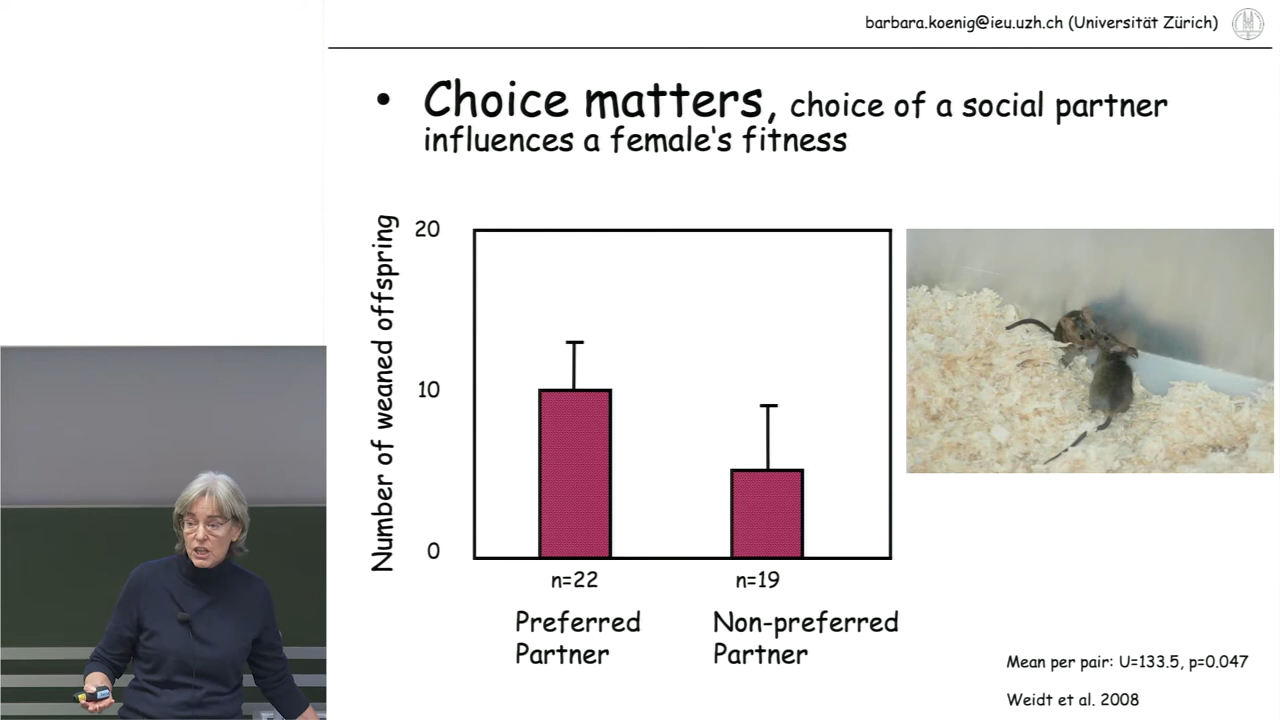 barbara.koenig@ieu.uzh.ch (Universität Zürich)
• Choice matters, choice of a social partner
influences a female's fitness
Number of weaned offspring
20
10
0
n=22
n=19
Preferred
Partner
Non-preferred
Partner
Mean per pair: U=133.5, p=0.047
Weidt et al. 2008